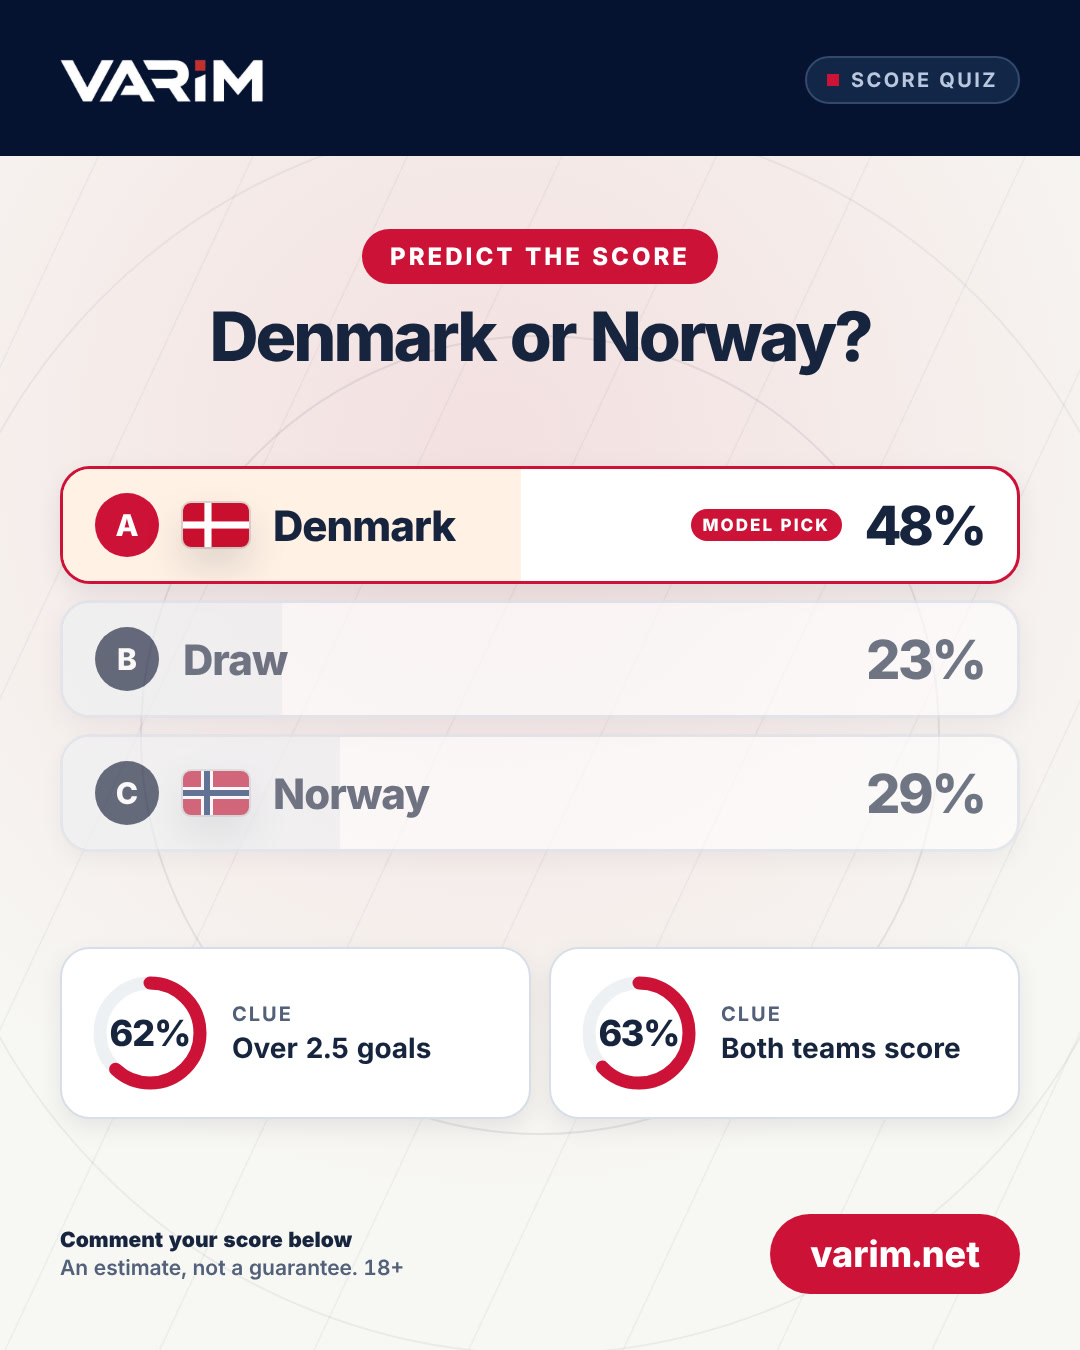 VARiM
SCORE QUIZ
PREDICT THE SCORE
Denmark or Norway?
A Denmark MODEL PICK 48%
B Draw 23%
C Norway 29%
62% CLUE
Over 2.5 goals
63% CLUE
Both teams score
Comment your score below
An estimate, not a guarantee. 18+
varim.net